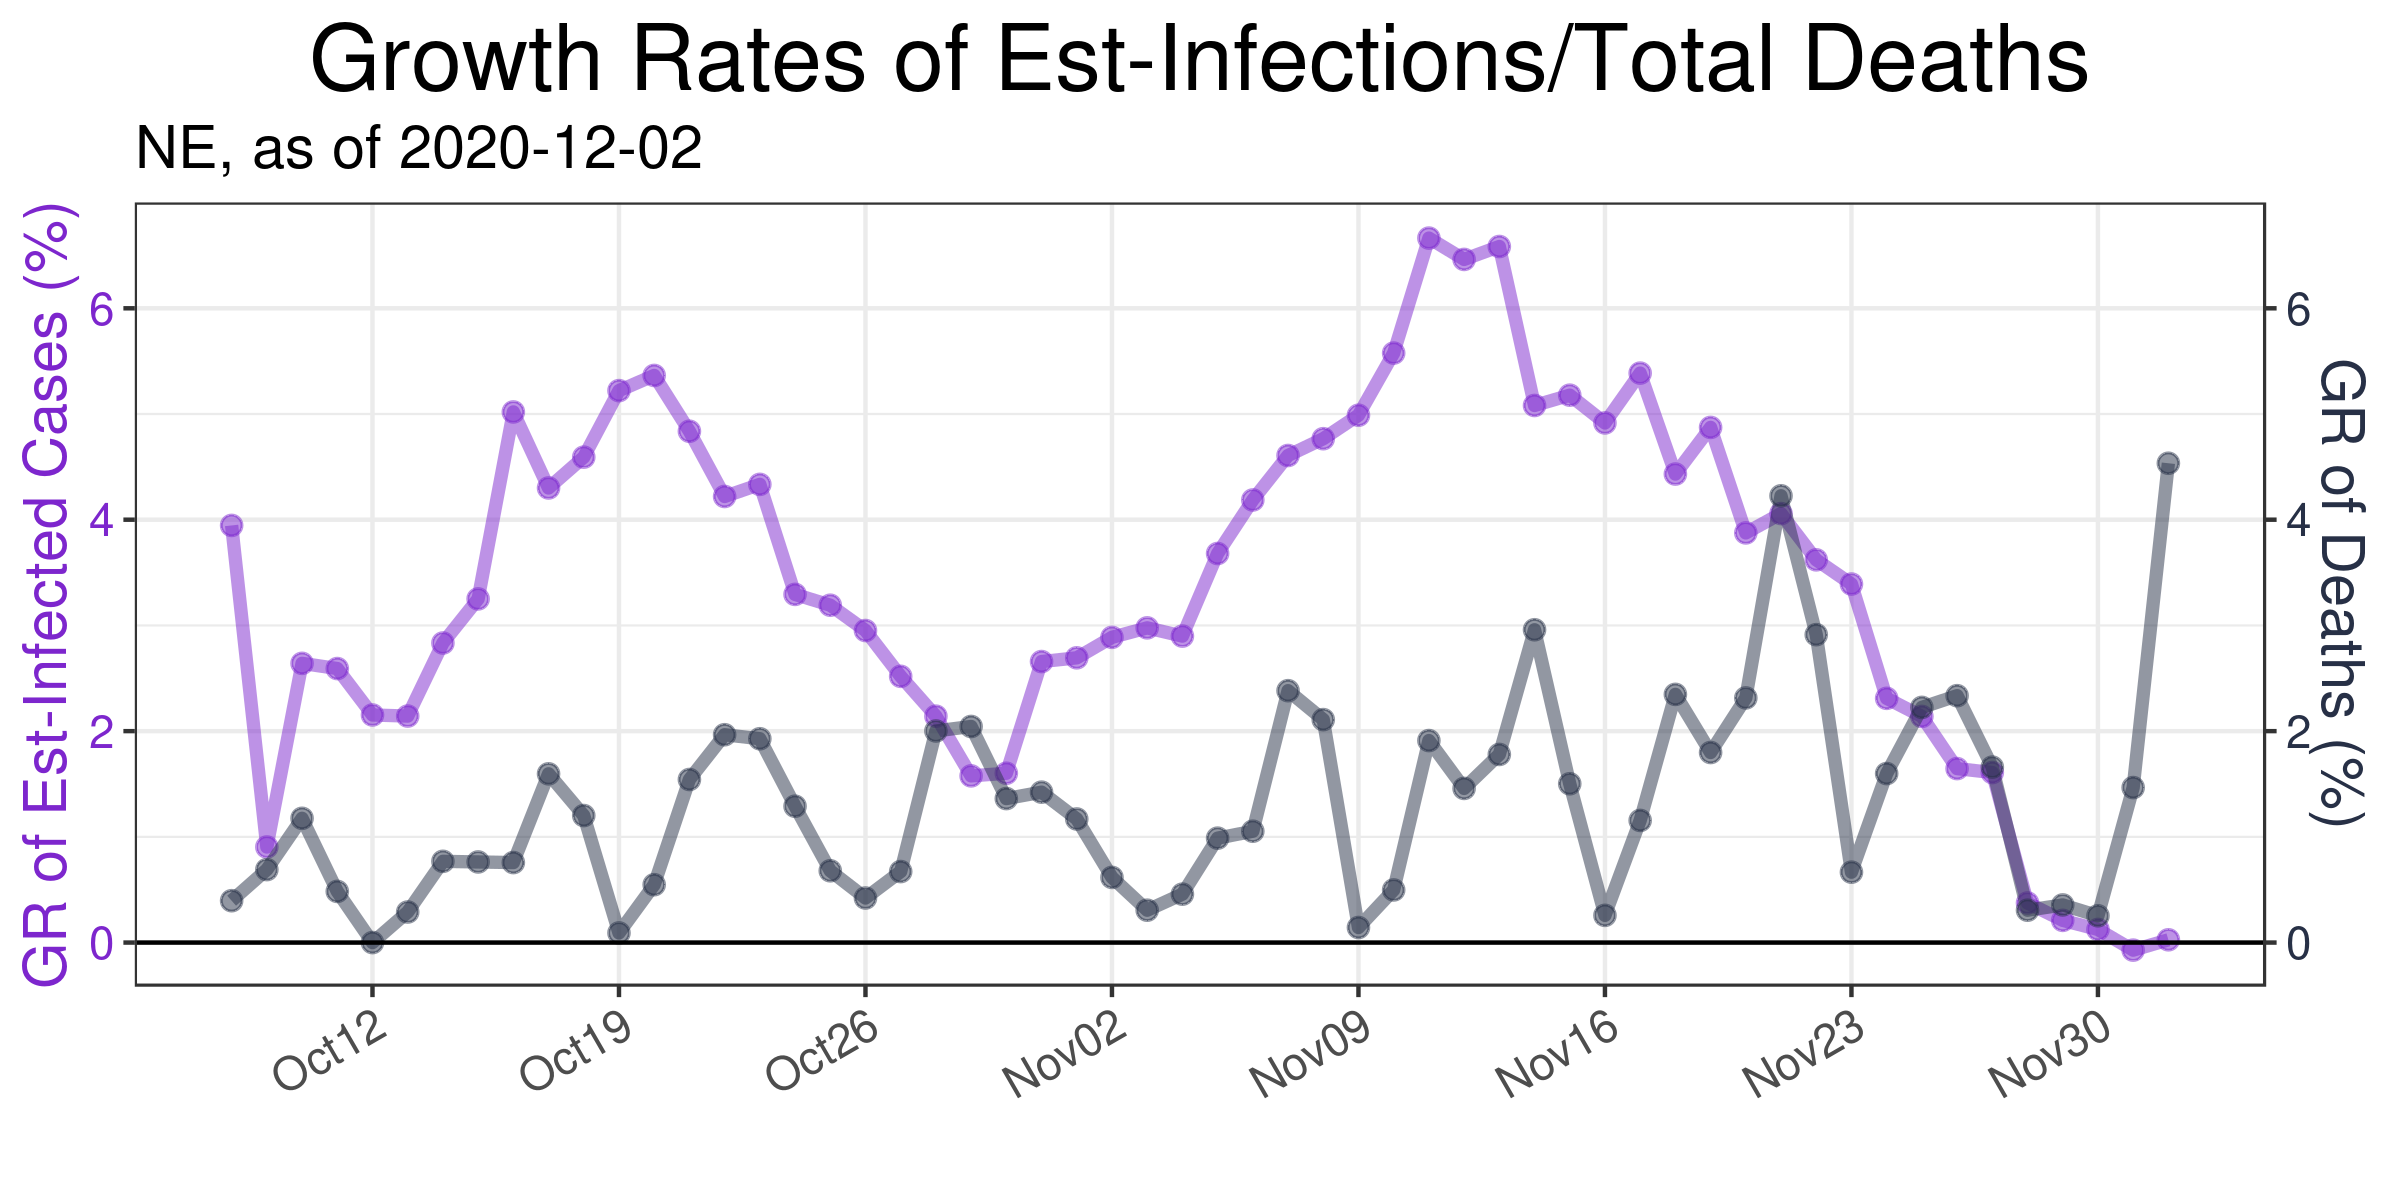 Growth Rates of Est-Infections/Total Deaths
NE, as of 2020-12-02
GR of Est-Infected Cases (%)
6
4
2
0
6
4
2
0
GR of Deaths (%)
Oct12
Oct19
Oct26
Nov02
Nov09
Nov16
Nov23
Nov30